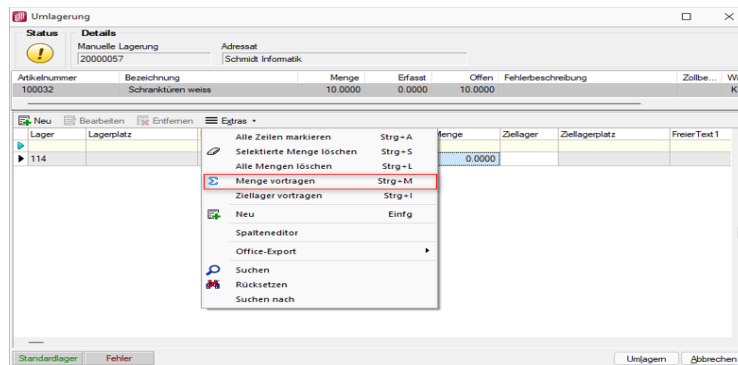 Umlagerung
Status Details
Manuelle Lagerung Adressat
20000057 Schmidt Informatik
Artikelnummer Bezeichnung Menge Erfasst Offen Fehlerbeschreibung Zollbe...
100032 Schranktüren weiss 10.0000 0.0000 10.0000
Neu Bearbeiten Entfernen Extras
Lager Lagerplatz Menge Ziellager Ziellagerplatz FreierText1
114 0.0000
Alle Zeilen markieren Strg+A
Selektierte Menge löschen Strg+S
Alle Mengen löschen Strg+L
Menge vortragen Strg+M
Ziellager vortragen Strg+I
Neu Einfg
Spalteneditor
Office-Export
Suchen
Rücksetzen
Suchen nach
Standardlager Fehler Umlagern Abbrechen